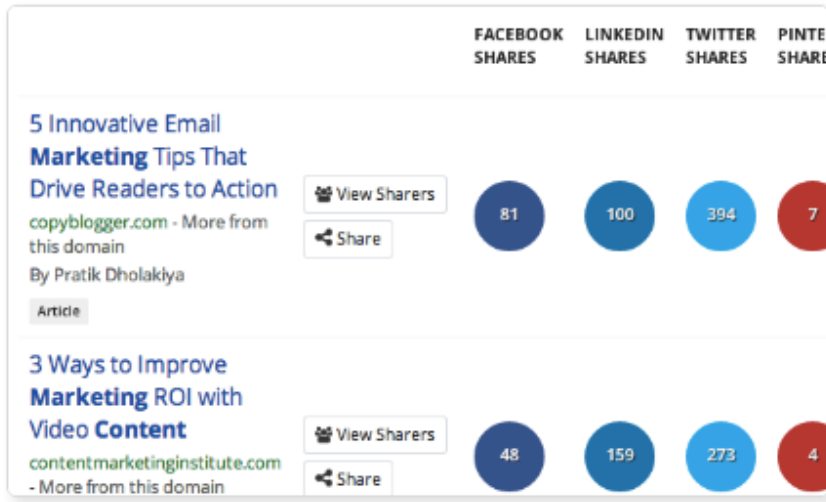 FACEBOOK SHARES LINKEDIN SHARES TWITTER SHARES PINTE SHARE
5 Innovative Email
Marketing Tips That
Drive Readers to Action
copyblogger.com - More from
this domain
By Pratik Dholakiya
Article
View Sharers
Share
81 100 394 7
3 Ways to Improve
Marketing ROI with
Video Content
contentmarketinginstitute.com
- More from this domain
View Sharers
Share
48 159 273 4